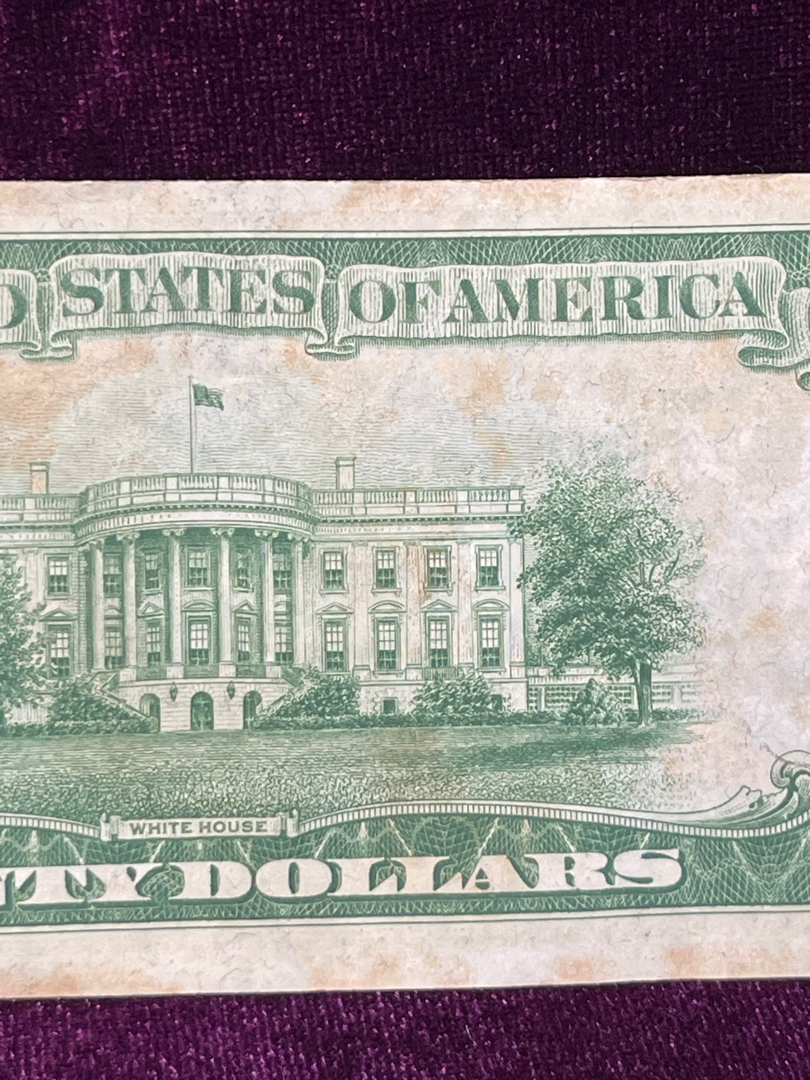 D STATES OF AMERICA
WHITE HOUSE
TY DOLLARS